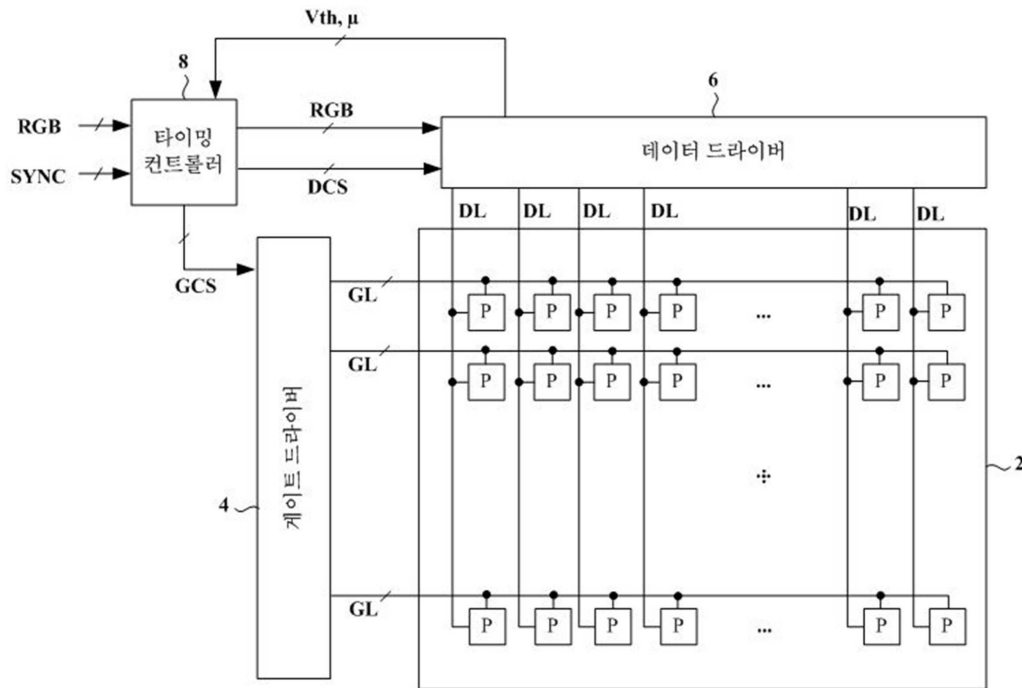 Vth, μ
8
6
RGB
RGB
타이밍
컨트롤러
데이터 드라이버
SYNC
DCS
DL DL DL DL DL DL
GCS
GL
P P P P ... P P
GL
P P P P ... P P
게이트 드라이버
4
2
GL
P P P P ... P P